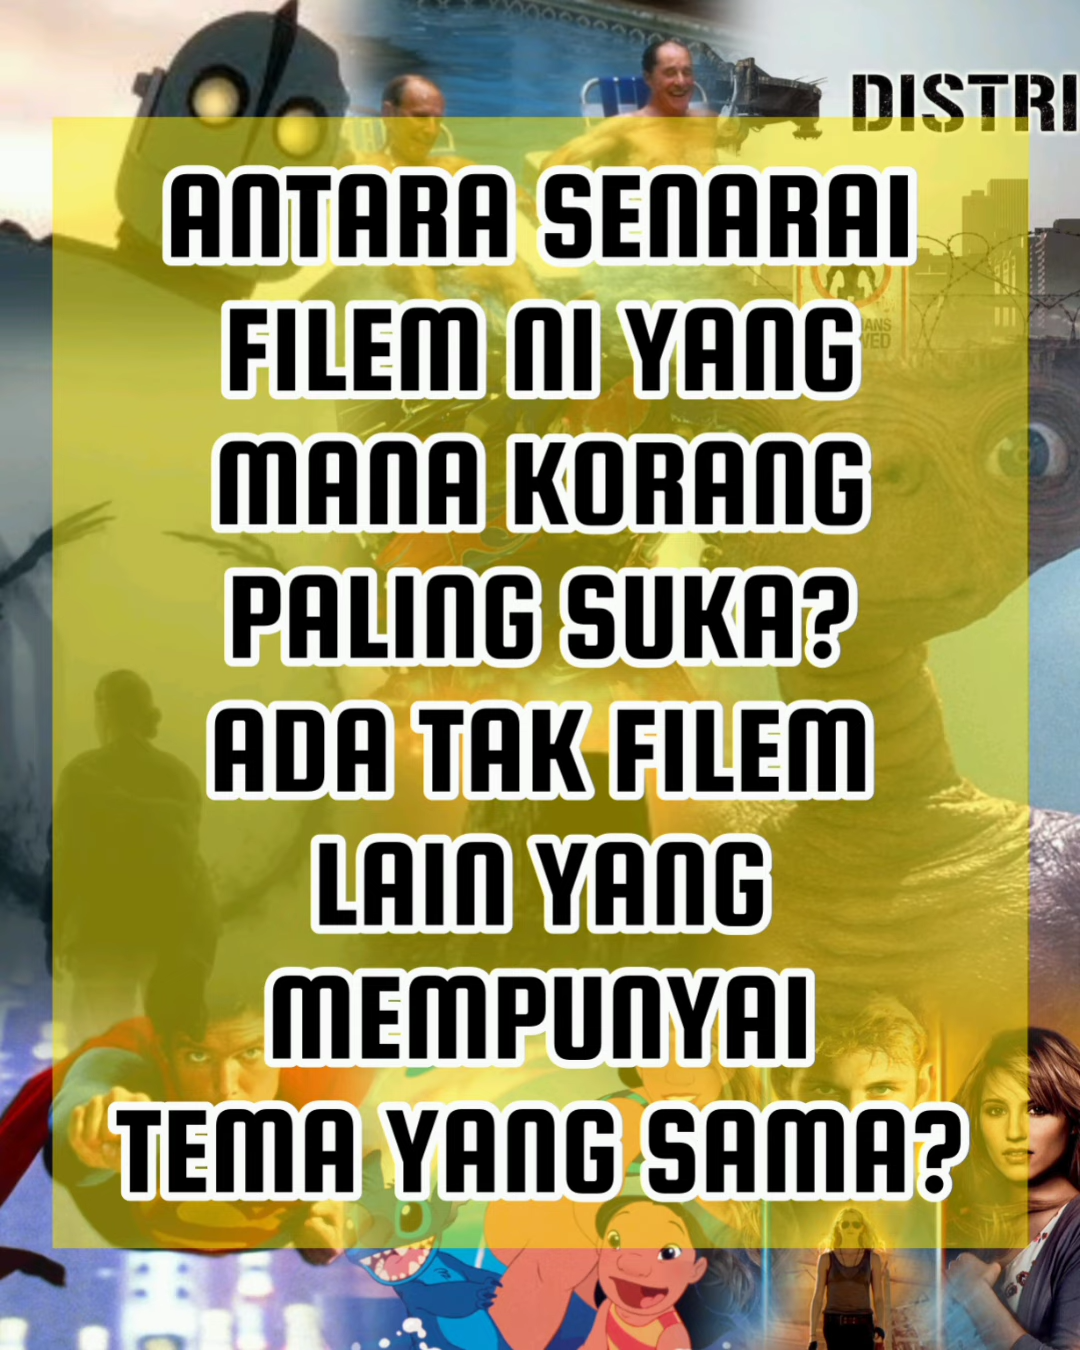 DISTRI
ANTARA SENARAI
FILEM NI YANG
MANA KORANG
PALING SUKA?
ADA TAK FILEM
LAIN YANG
MEMPUNYAI
TEMA YANG SAMA?